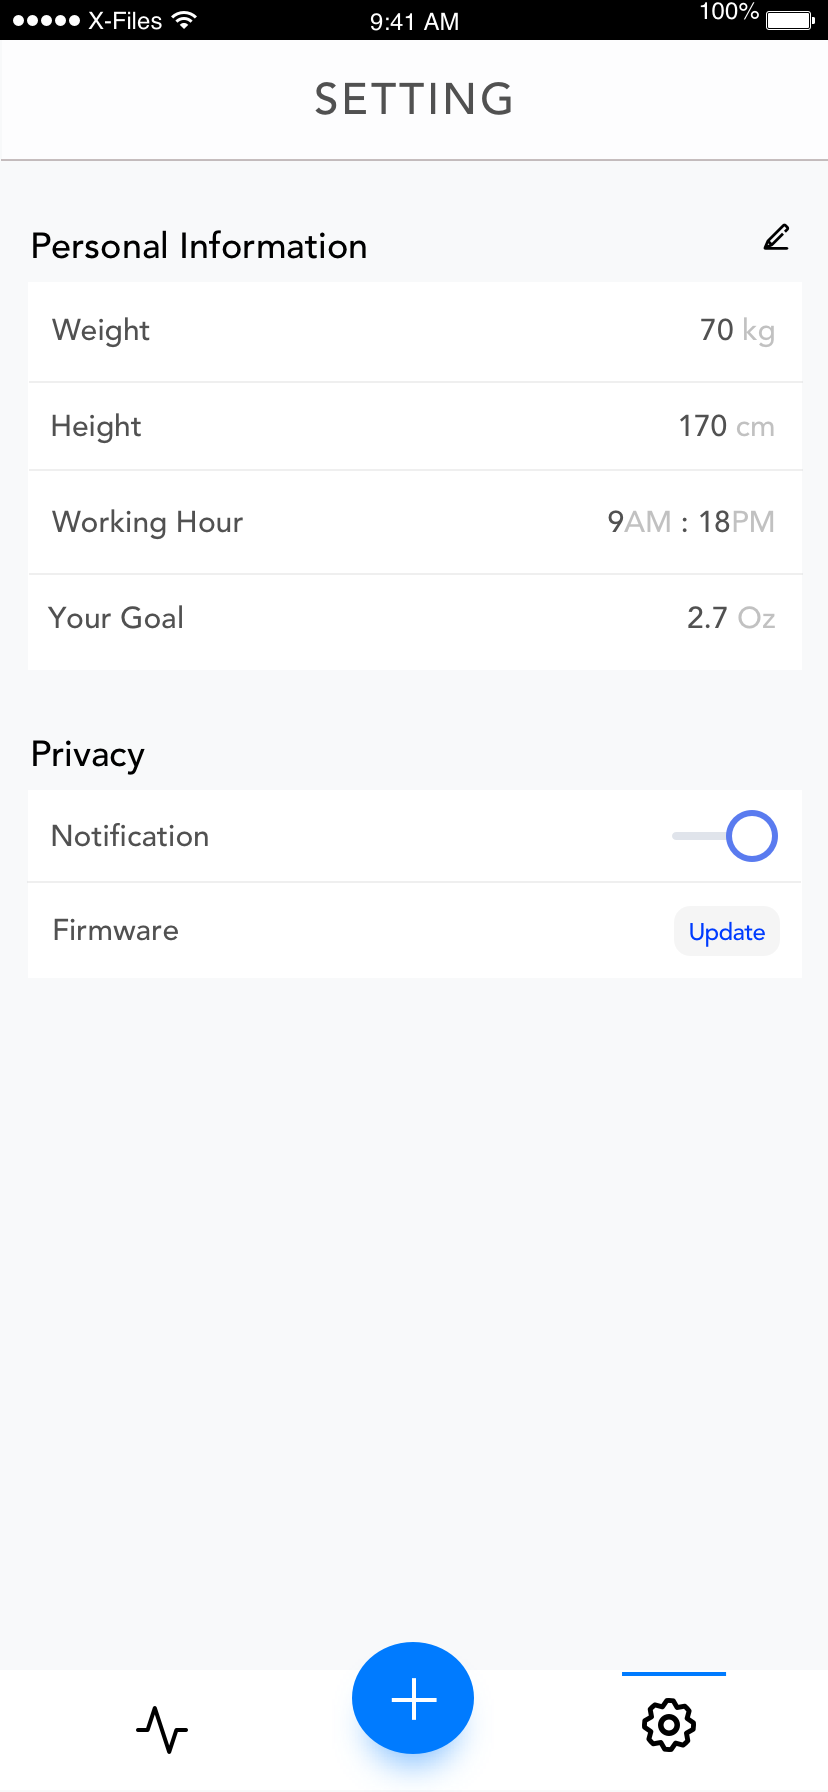 X-Files 9:41 AM 100%
SETTING
Personal Information
Weight 70 kg
Height 170 cm
Working Hour 9AM : 18PM
Your Goal 2.7 Oz
Privacy
Notification
Firmware Update